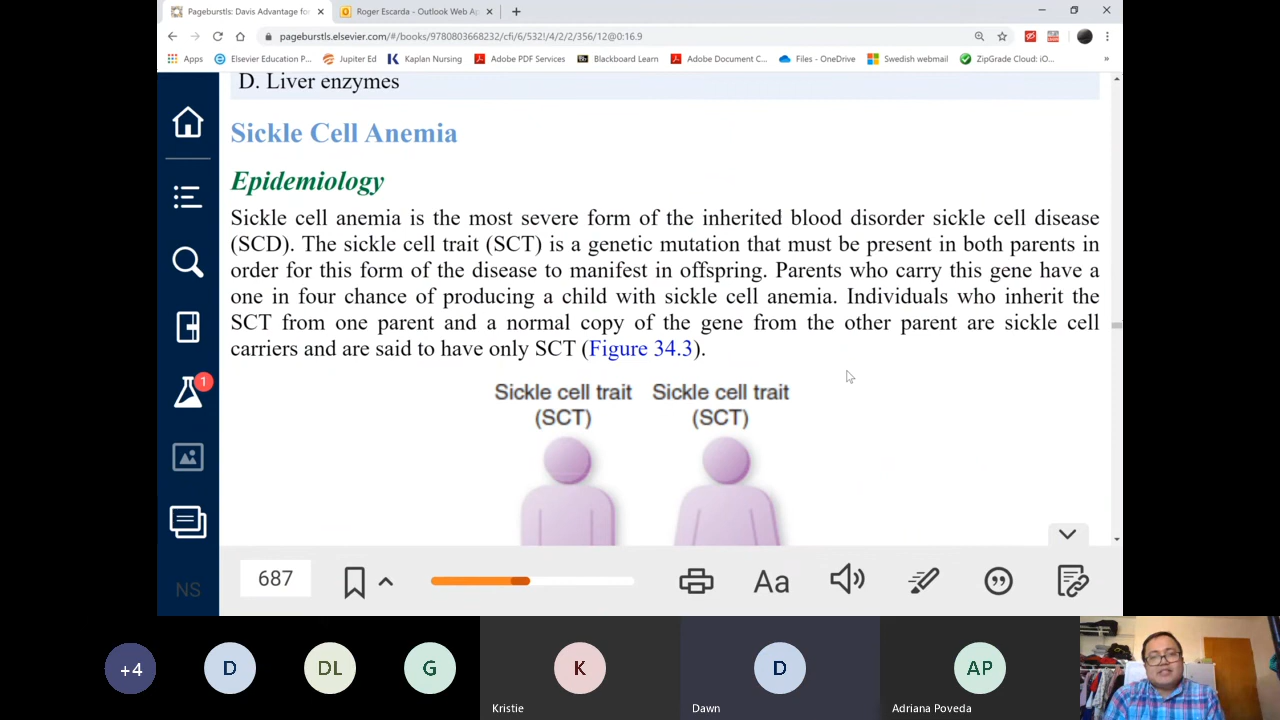 Pageburstls: Davis Advantage fo
Roger Escarda - Outlook Web Ap
pageburstls.elsevier.com/#/books/9780803668232/cfi/6/532!/4/2/2/356/12@0:16.9
Apps
Elsevier Education P...
Jupiter Ed
Kaplan Nursing
Adobe PDF Services
Blackboard Learn
Adobe Document C...
Files - OneDrive
Swedish webmail
ZipGrade Cloud: iO...
»
D. Liver enzymes
Sickle Cell Anemia
Epidemiology
Sickle cell anemia is the most severe form of the inherited blood disorder sickle cell disease
(SCD). The sickle cell trait (SCT) is a genetic mutation that must be present in both parents in
order for this form of the disease to manifest in offspring. Parents who carry this gene have a
one in four chance of producing a child with sickle cell anemia. Individuals who inherit the
SCT from one parent and a normal copy of the gene from the other parent are sickle cell
carriers and are said to have only SCT (Figure 34.3).
Sickle cell trait
(SCT)
Sickle cell trait
(SCT)
1
NS
687
Aa
+4
D
DL
G
K
Kristie
D
Dawn
AP
Adriana Poveda